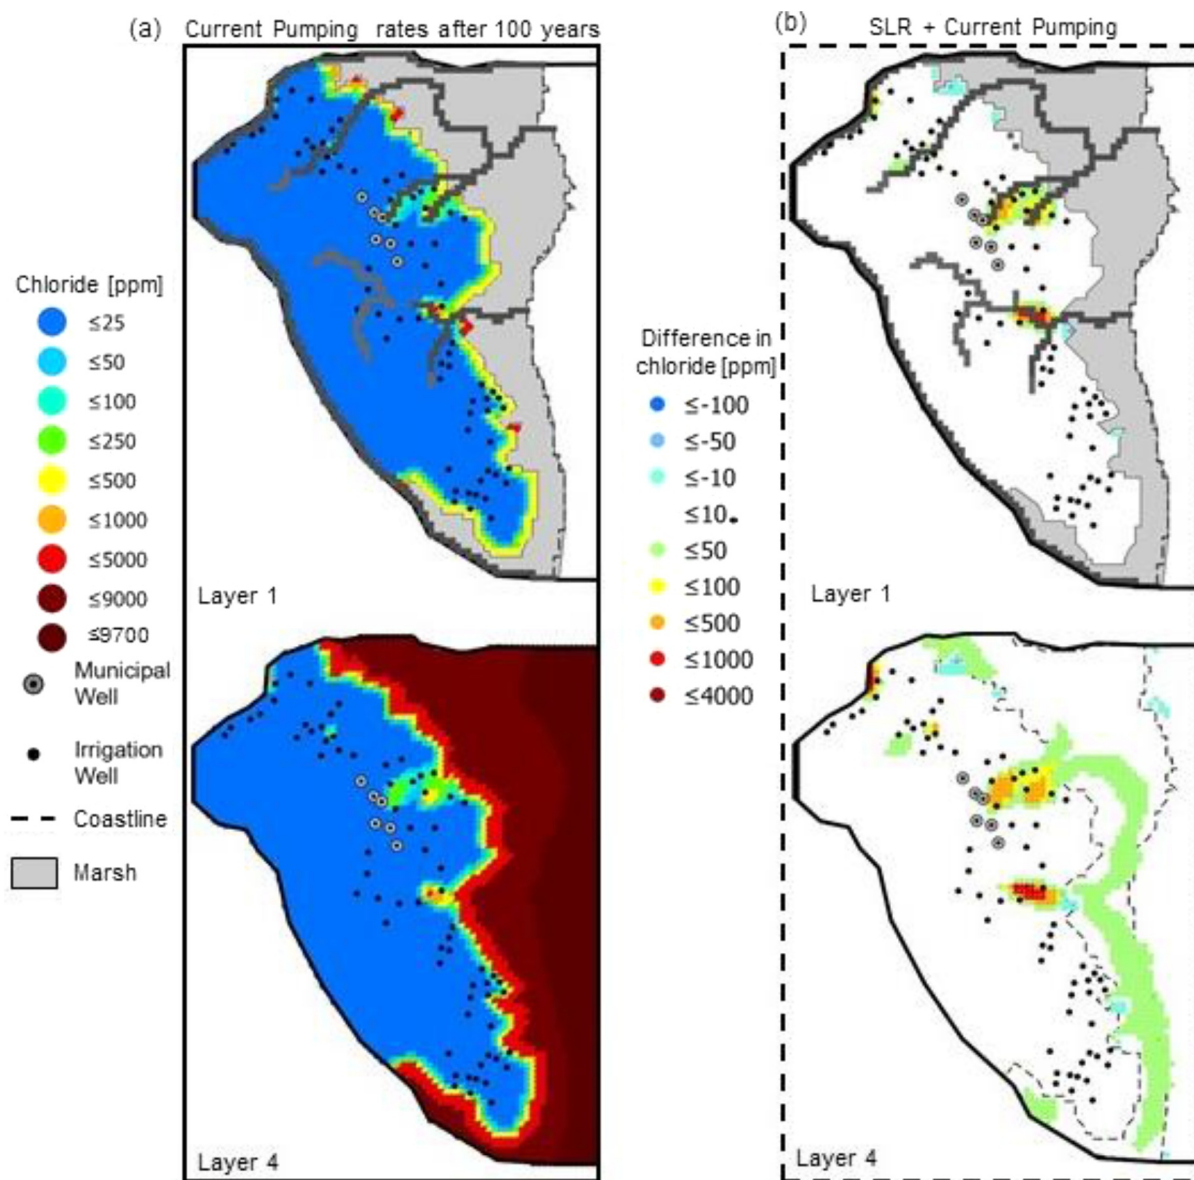 (a) Current Pumping rates after 100 years
(b) SLR + Current Pumping
Chloride [ppm]
≤25
≤50
≤100
≤250
≤500
≤1000
≤5000
≤9000
≤9700
Municipal
Well
Irrigation
Well
Coastline
Marsh
Layer 1
Layer 4
Difference in
chloride [ppm]
≤-100
≤-50
≤-10
≤10
≤50
≤100
≤500
≤1000
≤4000
Layer 1
Layer 4